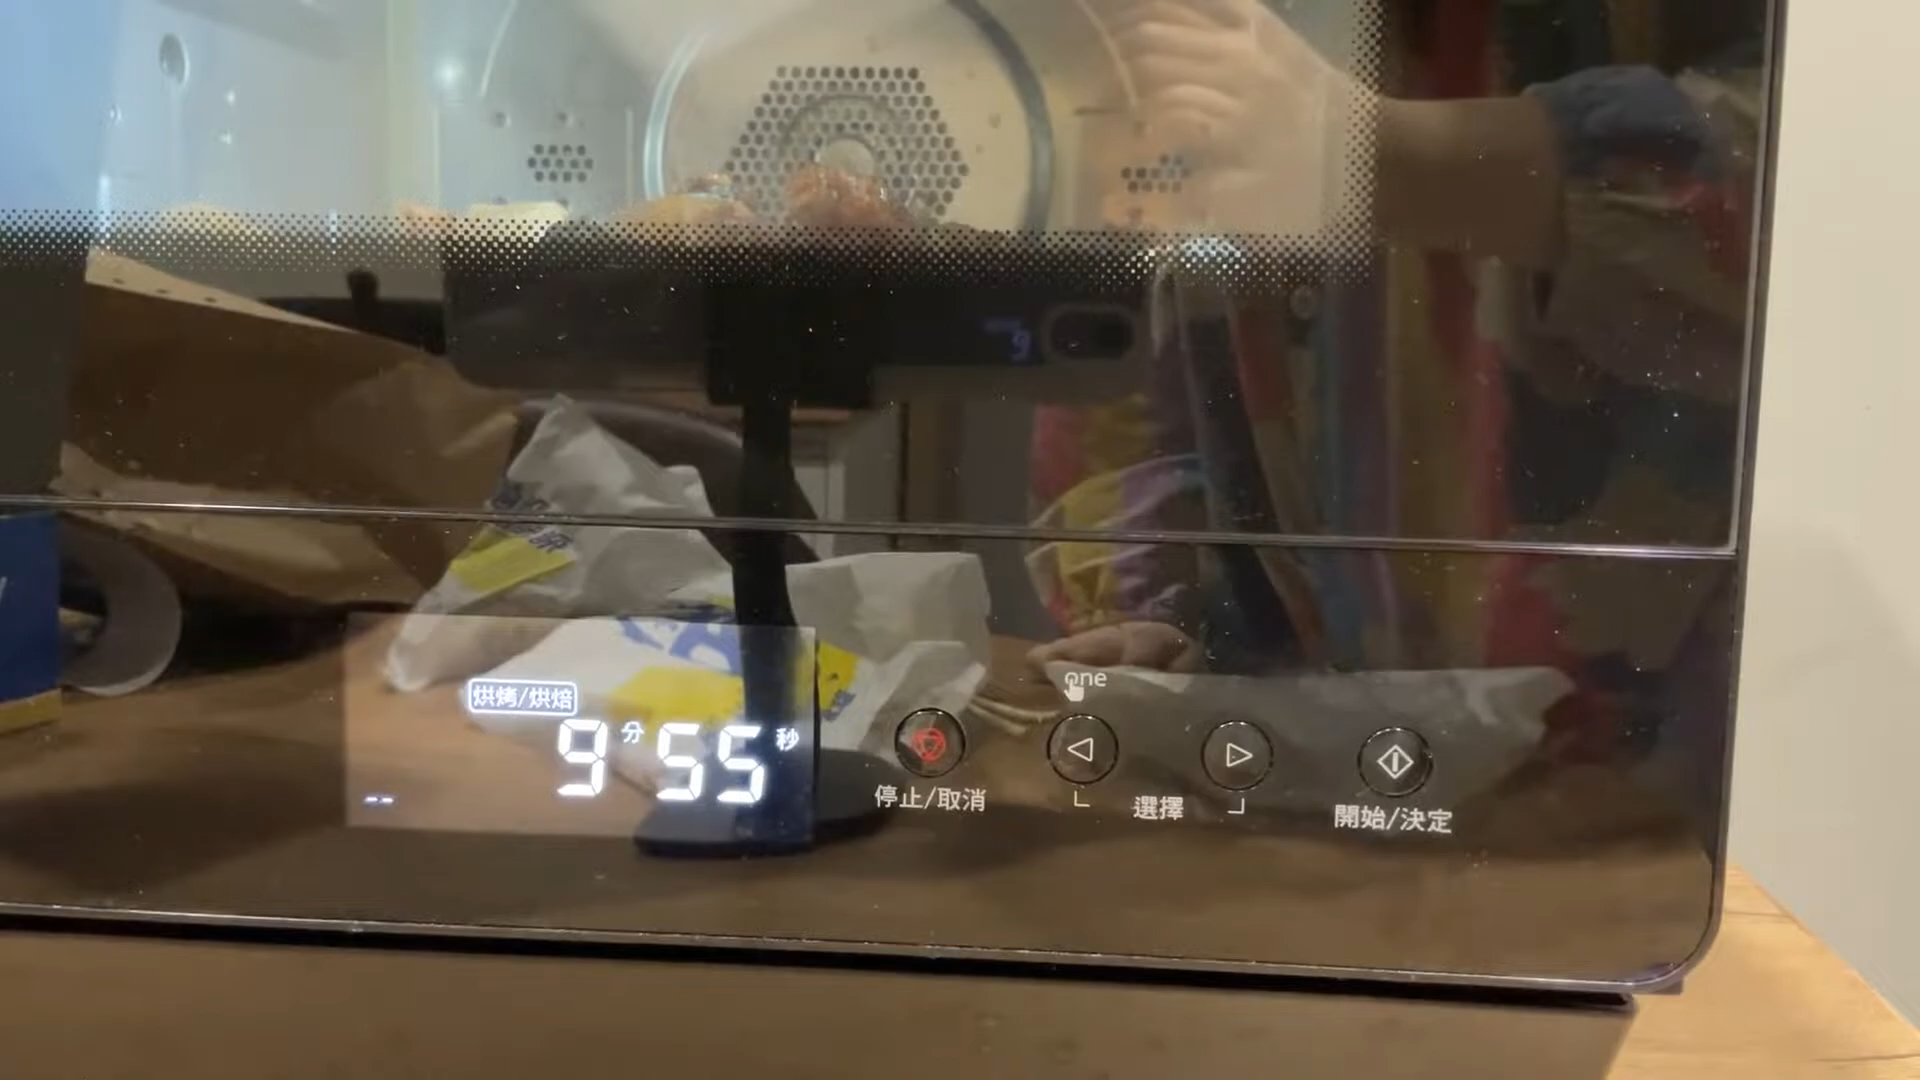 烘烤/烘焙
9分55秒
one
停止/取消
選擇
開始/決定